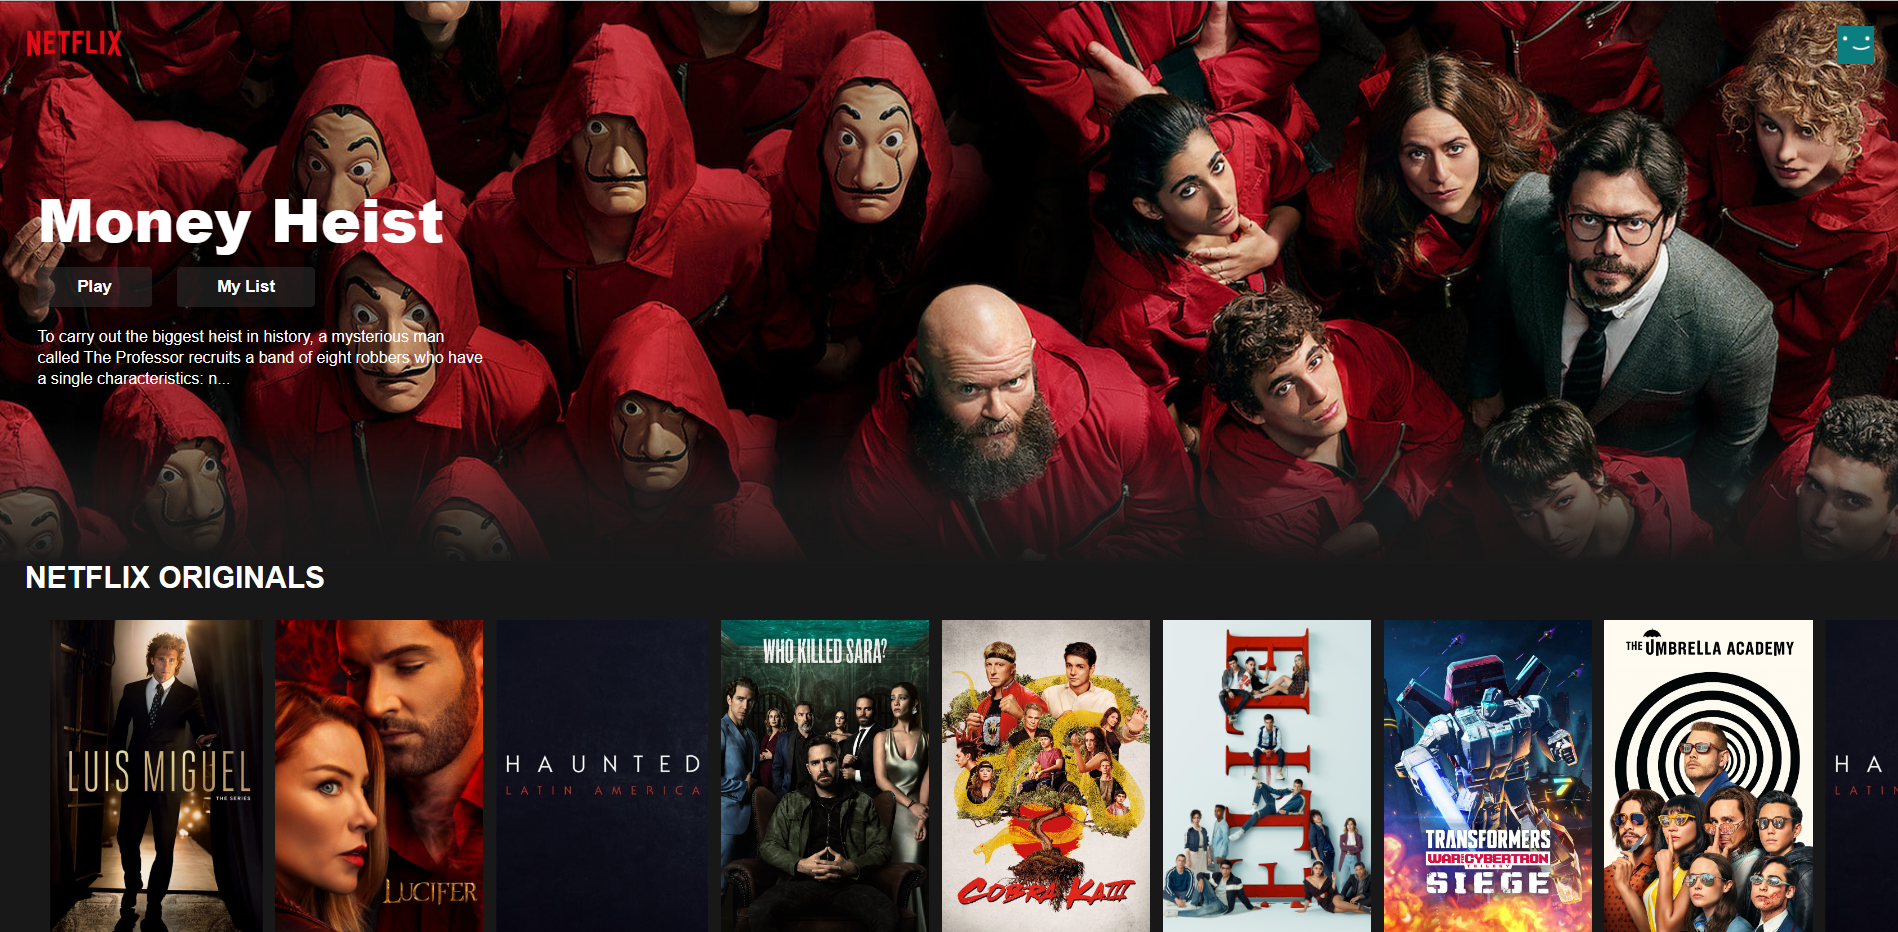 NETFLIX
Money Heist
Play
My List
To carry out the biggest heist in history, a mysterious man
called The Professor recruits a band of eight robbers who have
a single characteristics: n...
NETFLIX ORIGINALS
LUIS MIGUEL
THE SERIES
LUCIFER
HAUNTED
LATIN AMERICA
WHO KILLED SARA?
COBRA KAI
ELITE
TRANSFORMERS
WAR FOR CYBERTRON
TRILOGY
SIEGE
THE UMBRELLA ACADEMY
HA
LATIN